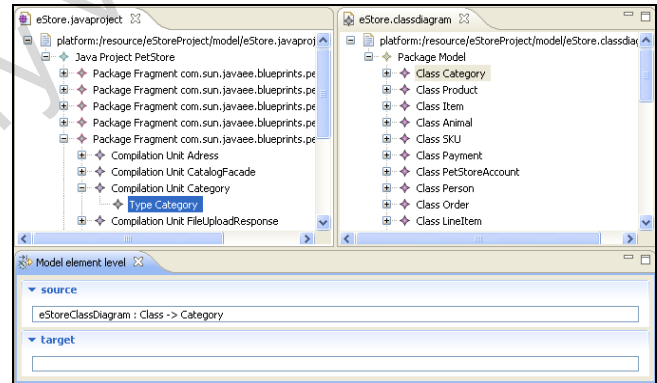 eStore.javaproject
platform:/resource/eStoreProject/model/eStore.javaproj
Java Project PetStore
Package Fragment com.sun.javaee.blueprints.pe
Package Fragment com.sun.javaee.blueprints.pe
Package Fragment com.sun.javaee.blueprints.pe
Package Fragment com.sun.javaee.blueprints.pe
Package Fragment com.sun.javaee.blueprints.pe
Compilation Unit Adress
Compilation Unit CatalogFacade
Compilation Unit Category
Type Category
Compilation Unit FileUploadResponse
eStore.classdiagram
platform:/resource/eStoreProject/model/eStore.classdiag
Package Model
Class Category
Class Product
Class Item
Class Animal
Class SKU
Class Payment
Class PetStoreAccount
Class Person
Class Order
Class LineItem
Model element level
source
eStoreClassDiagram : Class -> Category
target